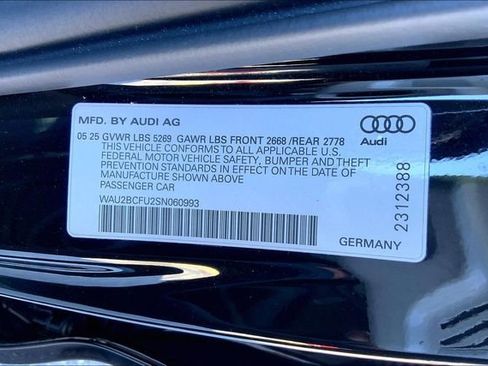 MFD. BY AUDI AG
05 25 GVWR LBS 5269 GAWR LBS FRONT 2668 /REAR 2778
THIS VEHICLE CONFORMS TO ALL APPLICABLE U.S.
FEDERAL MOTOR VEHICLE SAFETY, BUMPER AND THEFT
PREVENTION STANDARDS IN EFFECT ON THE DATE OF
MANUFACTURE SHOWN ABOVE
PASSENGER CAR
WAU2BCFU2SN060993
Audi
2312388
GERMANY